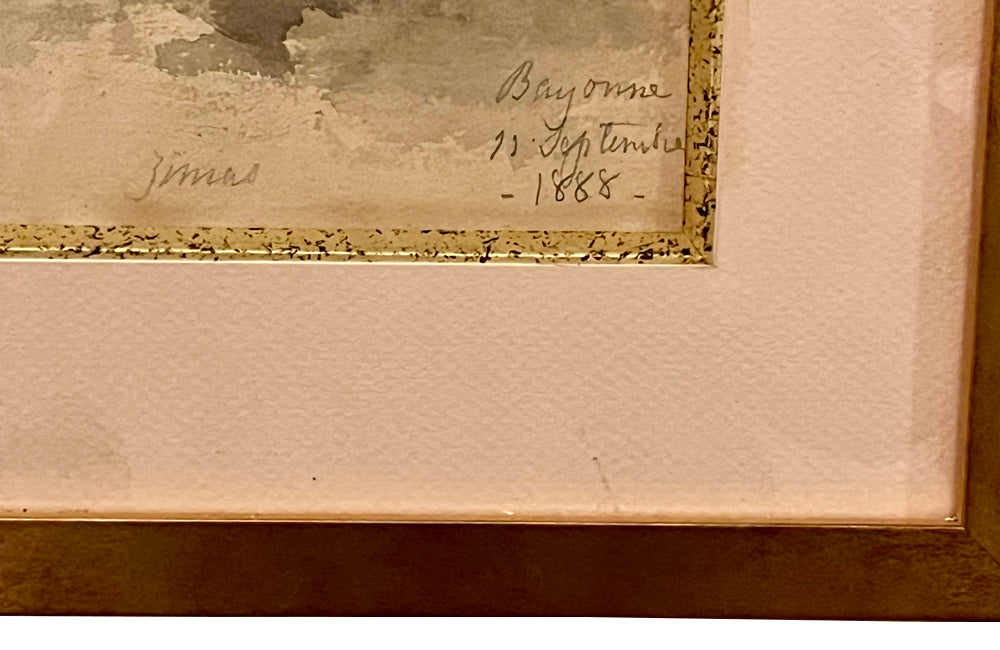 Bayonne
11 Septembre
- 1888 -